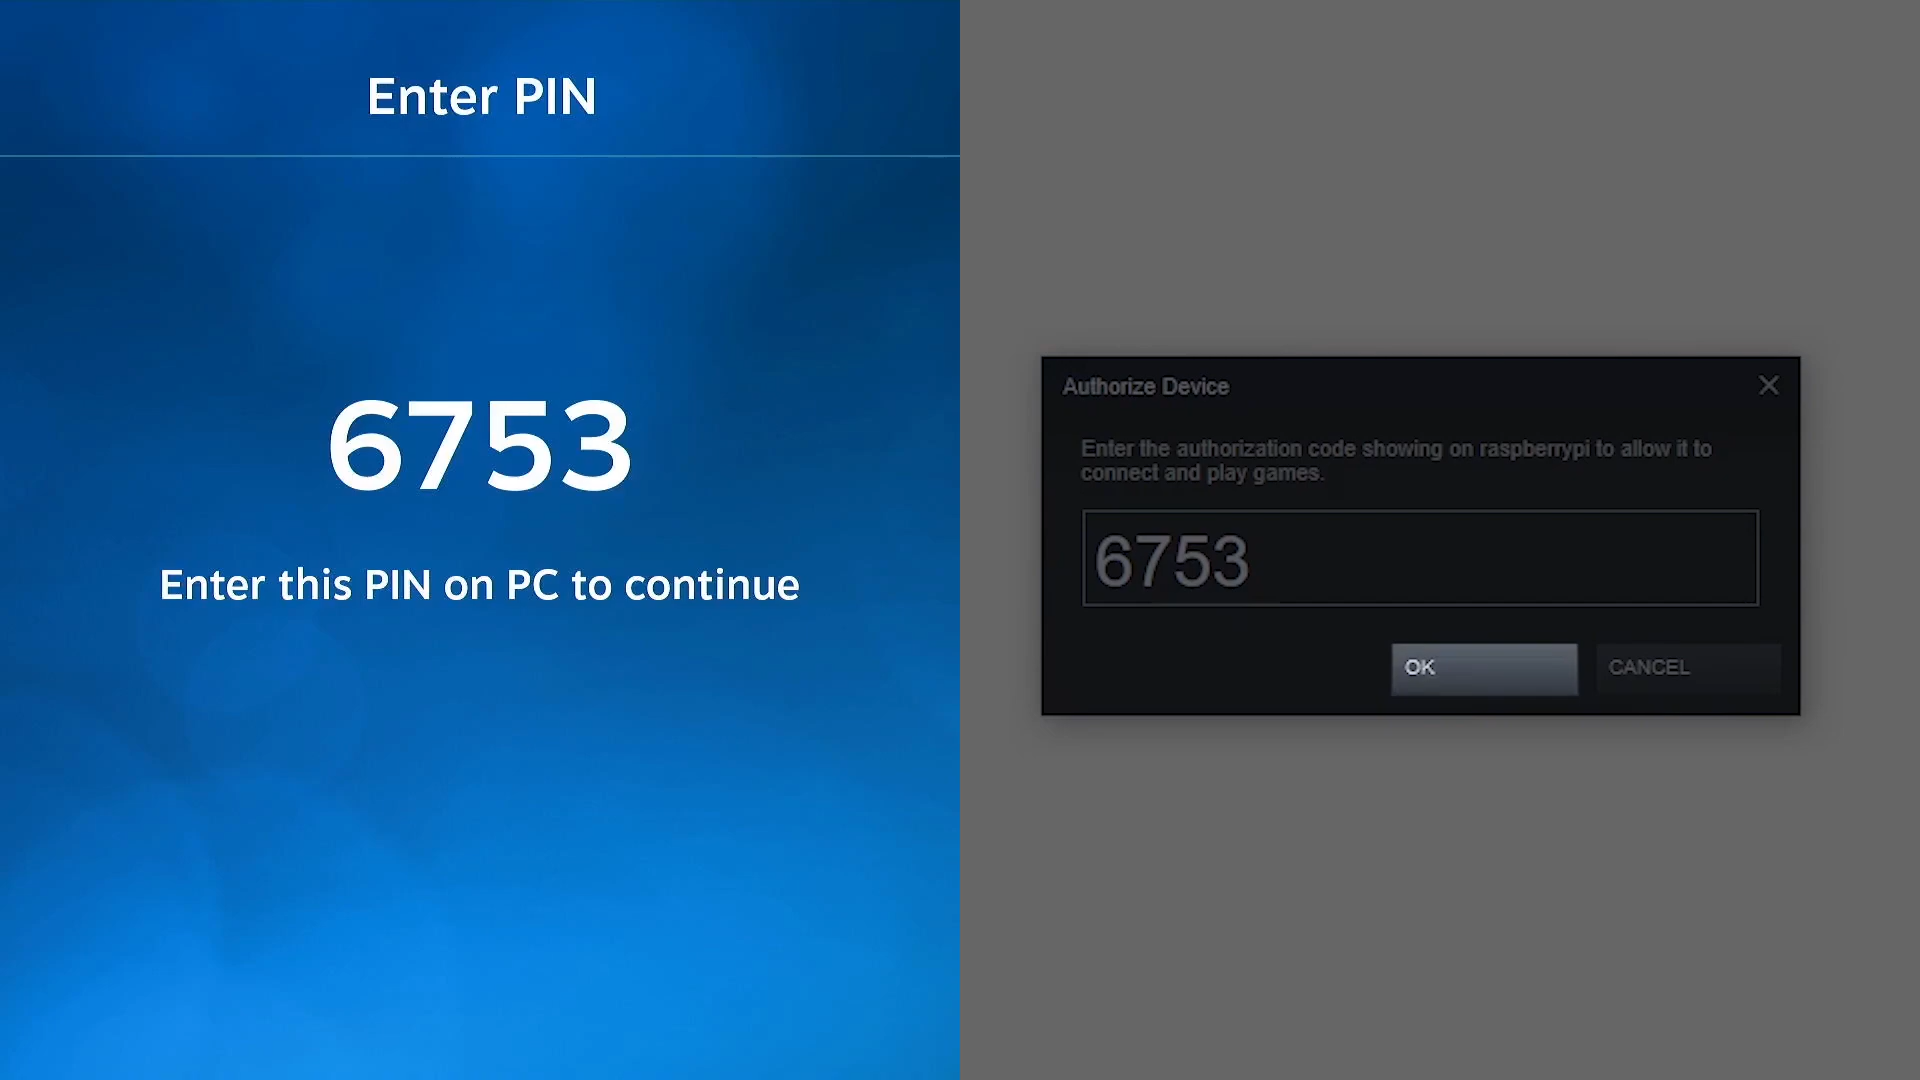 Enter PIN
6753
Enter this PIN on PC to continue
Authorize Device
Enter the authorization code showing on raspberrypi to allow it to
connect and play games.
6753
OK
CANCEL